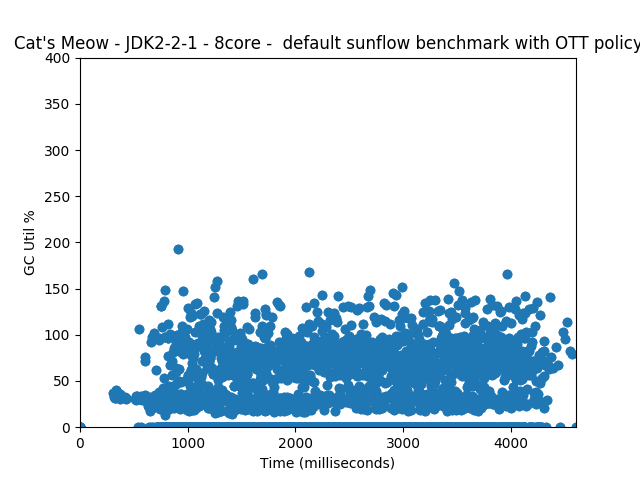 Cat's Meow - JDK2-2-1 - 8core -  default sunflow benchmark with OTT policy
400
350
300
250
200
150
100
50
0
GC Util %
0 1000 2000 3000 4000
Time (milliseconds)